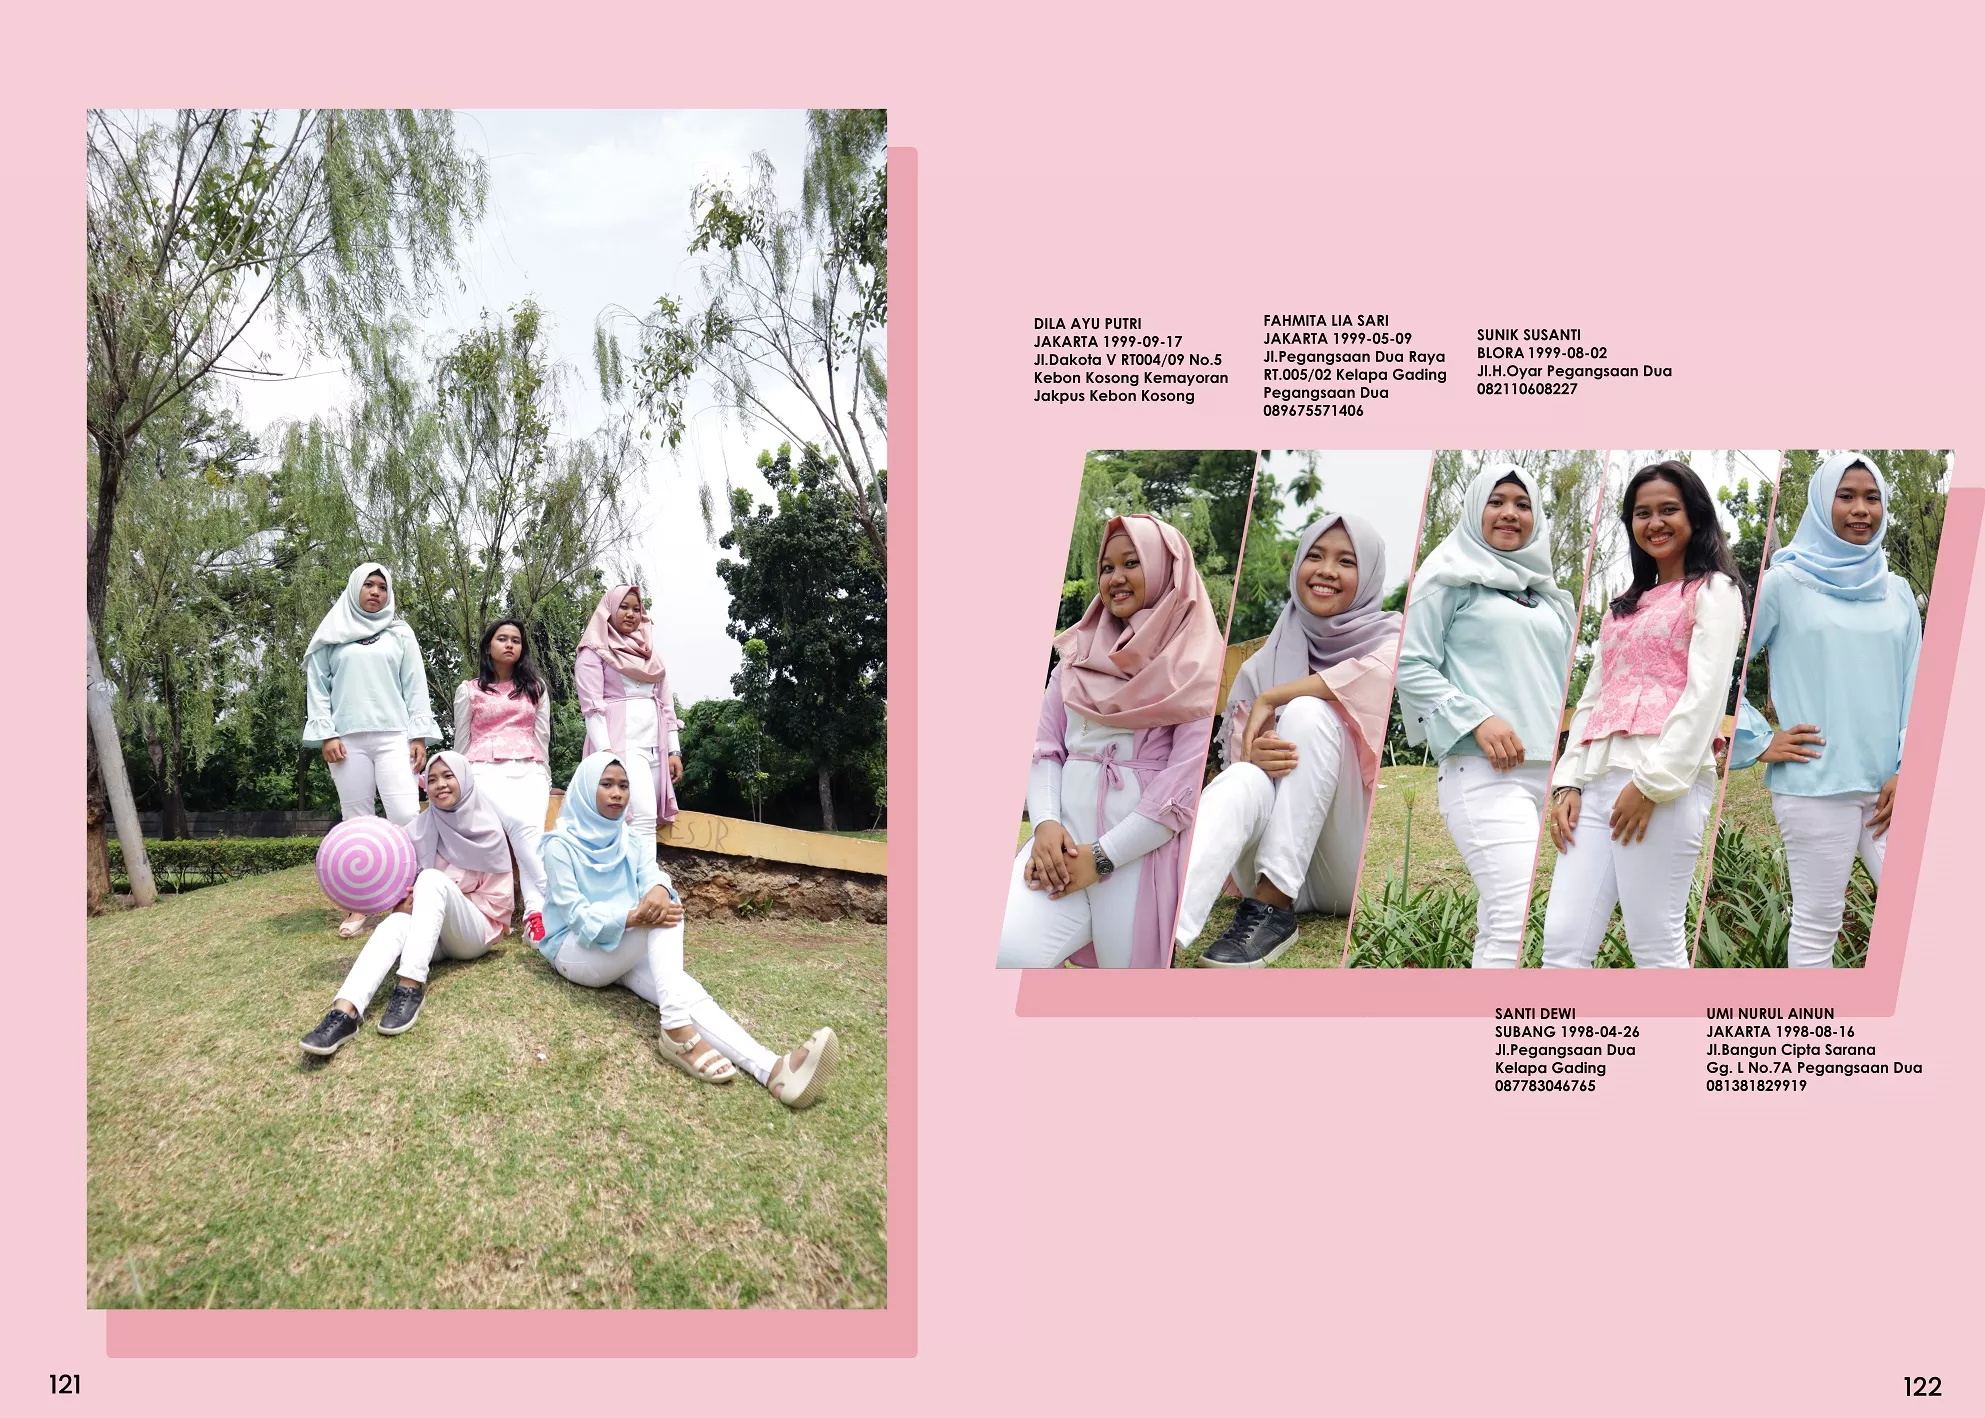 DILA AYU PUTRI
JAKARTA 1999-09-17
Jl.Dakota V RT004/09 No.5
Kebon Kosong Kemayoran
Jakpus Kebon Kosong
FAHMITA LIA SARI
JAKARTA 1999-05-09
Jl.Pegangsaan Dua Raya
RT.005/02 Kelapa Gading
Pegangsaan Dua
089675571406
SUNIK SUSANTI
BLORA 1999-08-02
Jl.H.Oyar Pegangsaan Dua
082110608227
SANTI DEWI
SUBANG 1998-04-26
Jl.Pegangsaan Dua
Kelapa Gading
087783046765
UMI NURUL AINUN
JAKARTA 1998-08-16
Jl.Bangun Cipta Sarana
Gg. L No.7A Pegangsaan Dua
081381829919
121
122